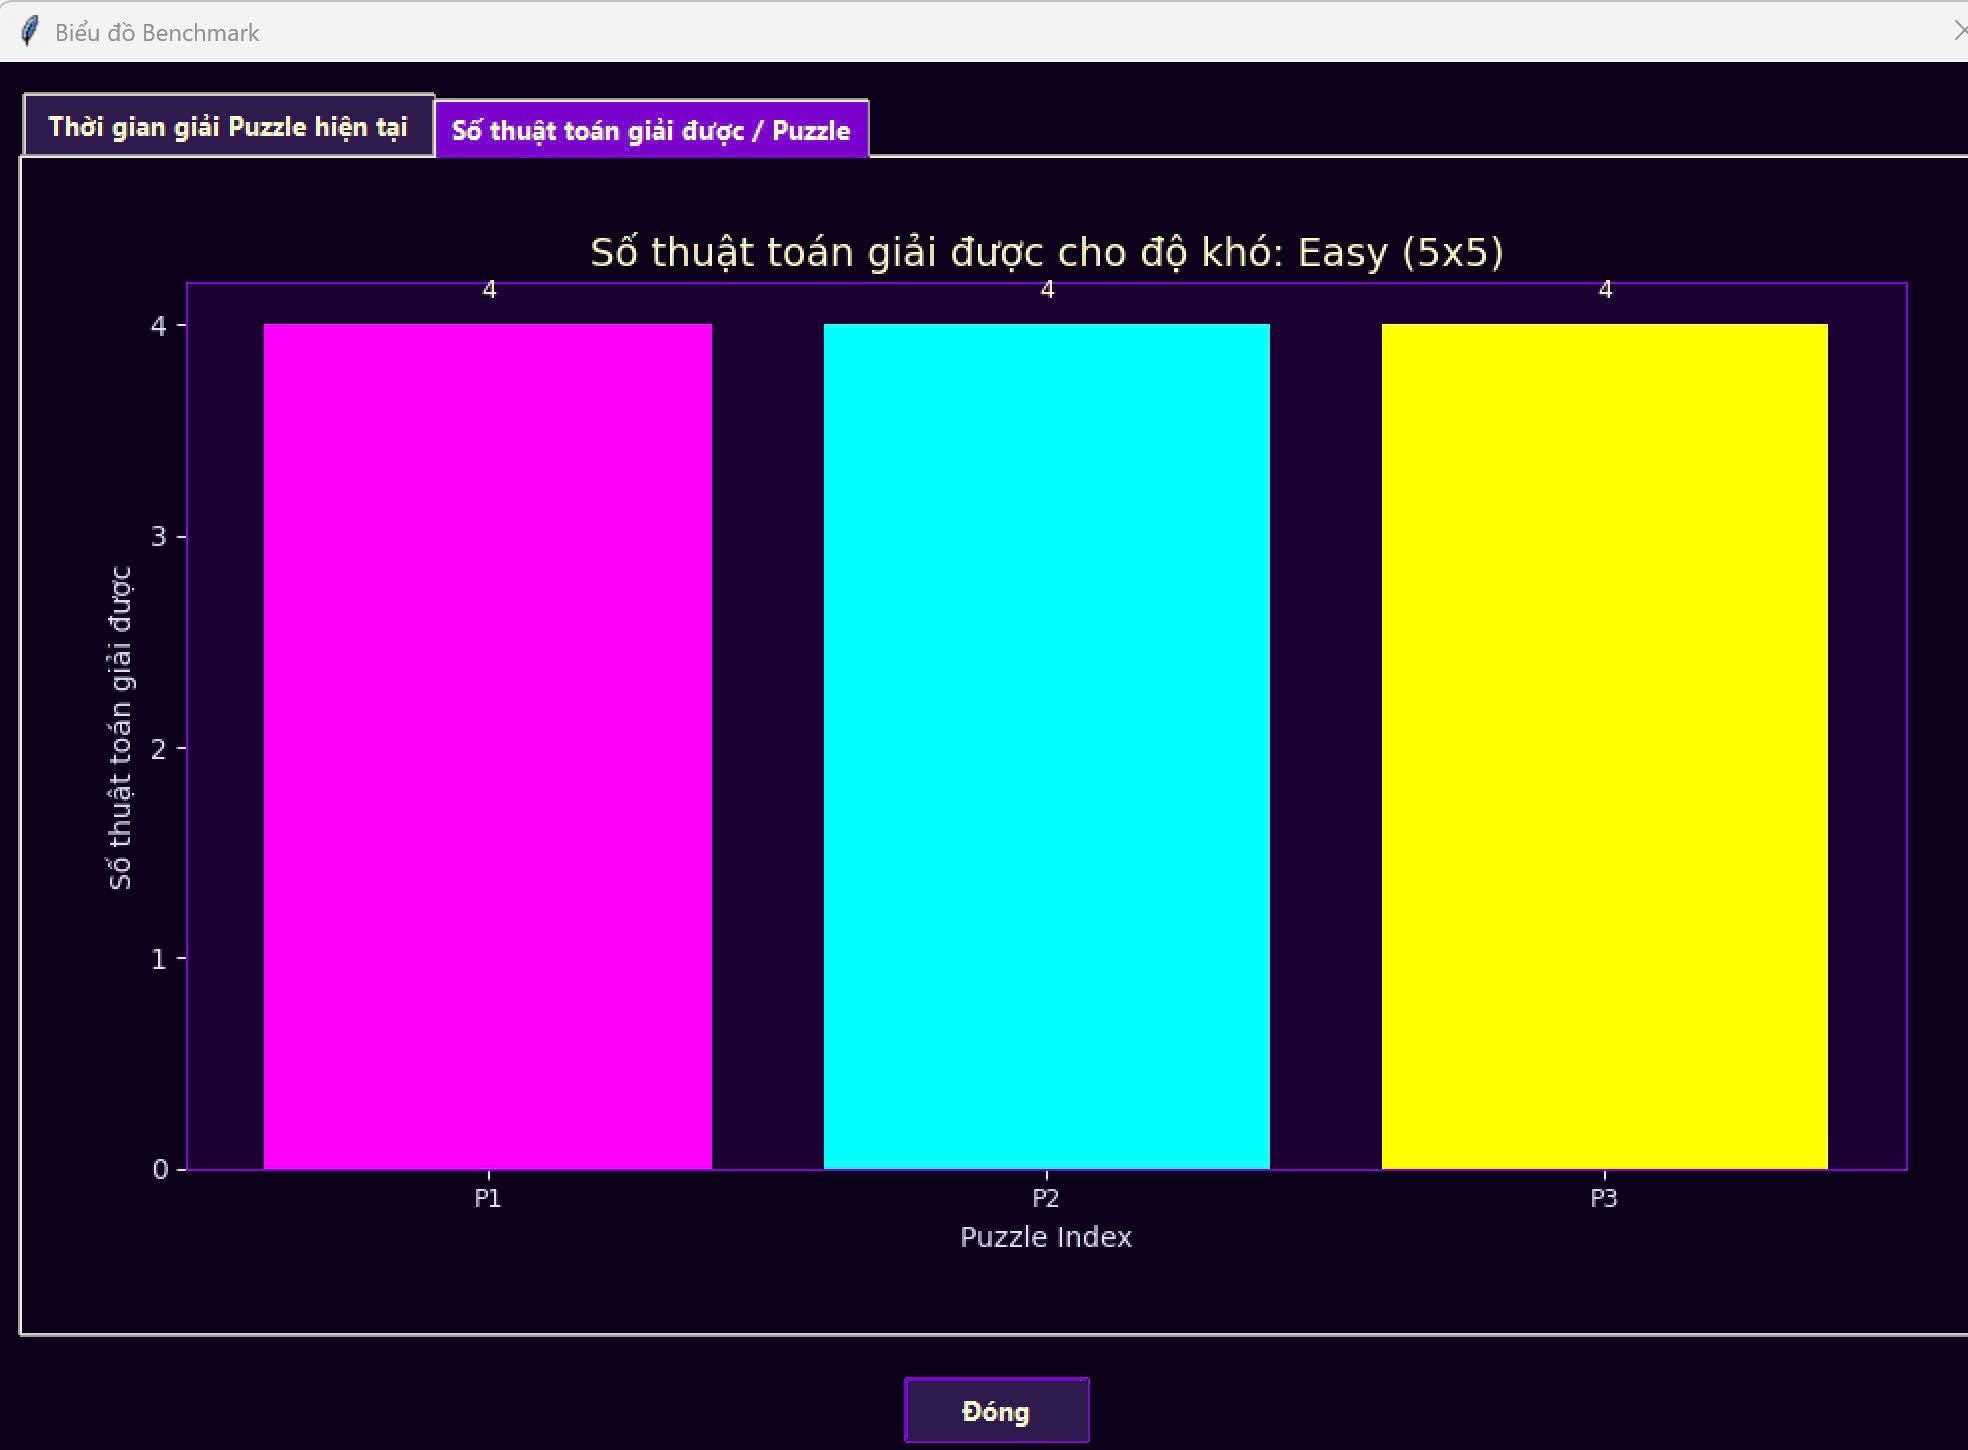 Biểu đồ Benchmark
Thời gian giải Puzzle hiện tại
Số thuật toán giải được / Puzzle
Số thuật toán giải được cho độ khó: Easy (5x5)
4
4
4
4
3
2
1
0
Số thuật toán giải được
P1
P2
P3
Puzzle Index
Đóng